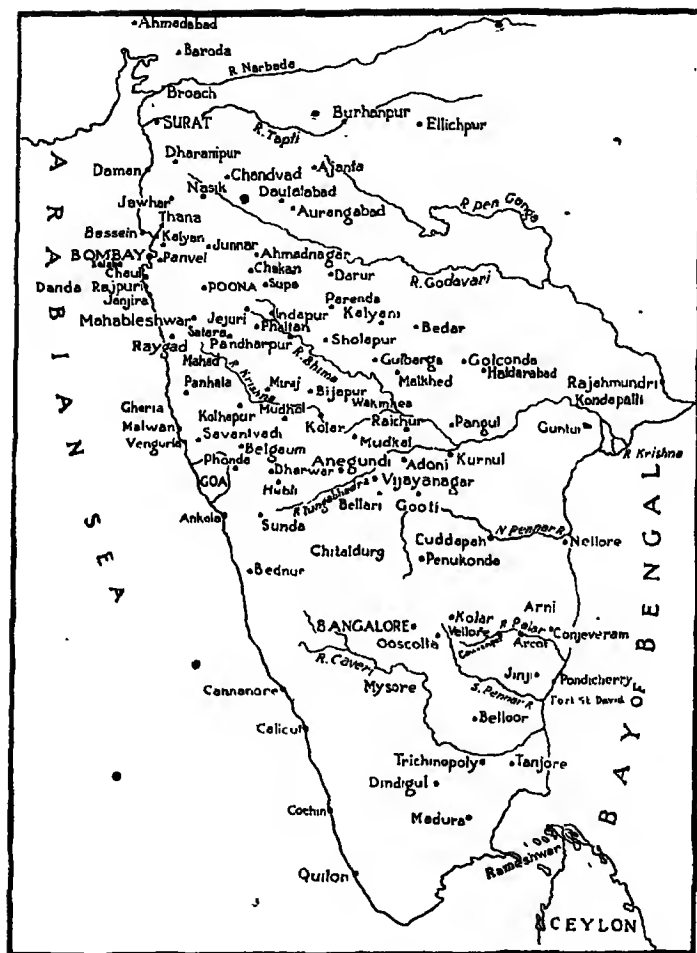 Ahmedabad
Baroda
R Narbada
Broach
SURAT
R. Tapti
Burhanpur
Ellichpur
Dharanipur
Daman
Chandvad
Ajanta
Nasik
Daulatabad
Jawhar
Aurangabad
R. Pen Ganga
Thana
Bassein
Kalyan
Junnar
Ahmadnagar
BOMBAY
Panvel
Chakan
Darur
R. Godavari
Chaul
Danda Rajpuri
POONA
Supa
Janjira
Parenda
Indapur
Kalyani
Jejuri
Mahableshwar
Phaltan
Bedar
Satara
Pandharpur
Sholapur
Raygad
R. Bhima
Gulbarga
Golconda
Mahad
R Krishna
Malkhed
Haidarabad
Rajahmundri
Panhala
Miraj
Bijapur
Kondapalli
Gheria
Kolhapur
Mudhal
Wakinhea
Malwan
Kolar
Raichur
Pangul
Guntur
Savantvadi
Mudkal
Vengurla
Belgaum
R Krishna
Phonda
Dharwar
Anegundi
Adoni
Kurnul
GOA
Hubli
Vijayanagar
R Tungabhadra
Bellari
Gooti
Ankola
Sunda
N Pennar R
Cuddapah
Nellore
Chitaldurg
Penukonda
Bednur
Arni
Kolar
BANGALORE
Vellore
R Palar
Conjeveram
Ooscotta
Arcot
R. Caveri
Jinji
Pondicherry
Mysore
S. Pennar R
Fort St David
Cannanore
Belloor
Calicut
Trichinopoly
Tanjore
Dindigul
Cochin
Madura
Rameshwar
Quilon
CEYLON
ARABIAN SEA
BAY OF BENGAL